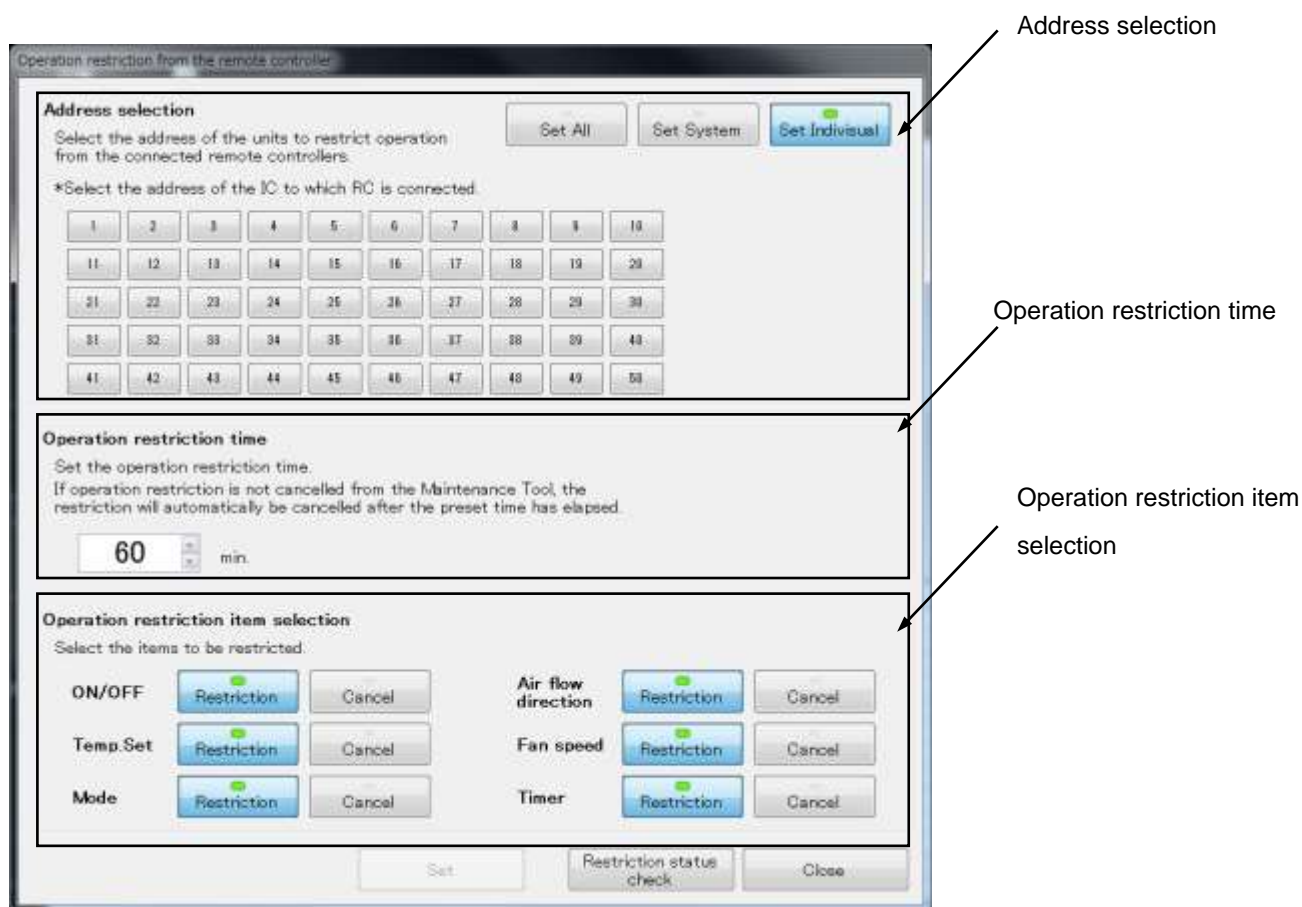 Address selection
Operation restriction from the remote controller
Address selection
Set All Set System Set Indivisual
Select the address of the units to restrict operation
from the connected remote controllers.
*Select the address of the IC to which RC is connected.
1 2 3 4 5 6 7 8 9 10
11 12 13 14 15 16 17 18 19 20
21 22 23 24 25 26 27 28 29 30
31 32 33 34 35 36 37 38 39 40
41 42 43 44 45 46 47 48 49 50
Operation restriction time
Operation restriction time
Set the operation restriction time.
If operation restriction is not cancelled from the Maintenance Tool, the
restriction will automatically be cancelled after the preset time has elapsed.
60 min.
Operation restriction item
selection
Operation restriction item selection
Select the items to be restricted.
ON/OFF Restriction Cancel
Air flow
direction Restriction Cancel
Temp.Set Restriction Cancel
Fan speed Restriction Cancel
Mode Restriction Cancel
Timer Restriction Cancel
Set
Restriction status
check
Close